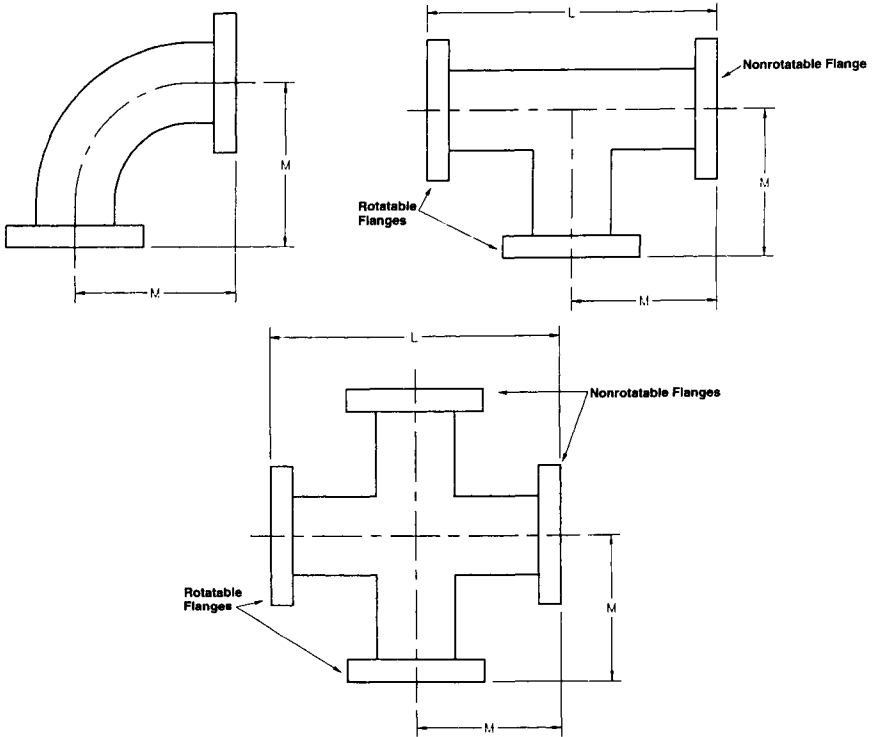 L
Nonrotatable Flange
M
M
Rotatable
Flanges
M
M
L
Nonrotatable Flanges
Rotatable
Flanges
M
M